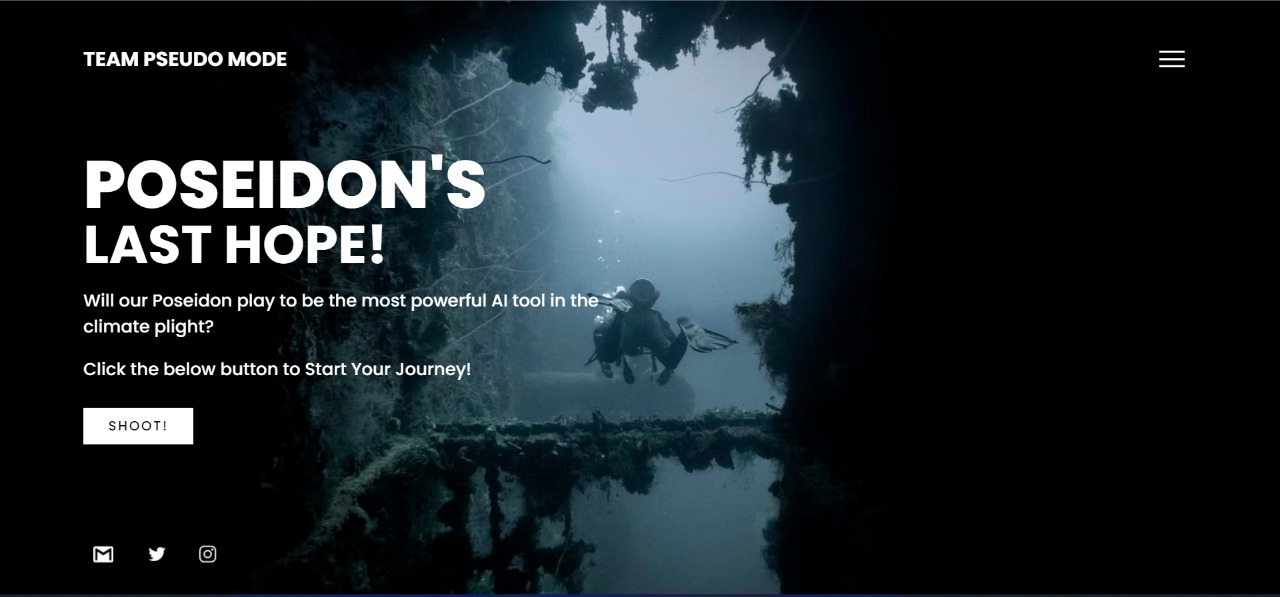 TEAM PSEUDO MODE
POSEIDON'S
LAST HOPE!
Will our Poseidon play to be the most powerful AI tool in the
climate plight?
Click the below button to Start Your Journey!
SHOOT!